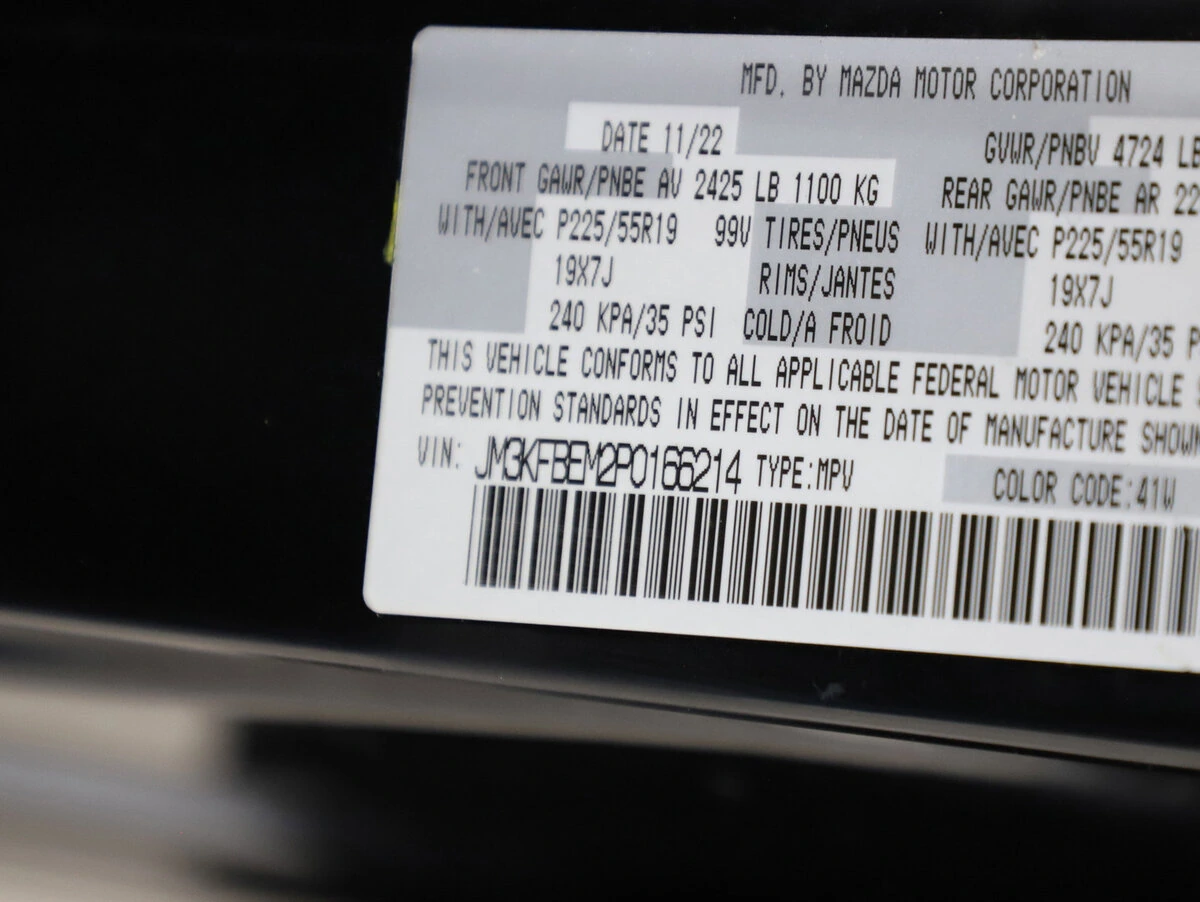 MFD. BY MAZDA MOTOR CORPORATION
DATE 11/22 GVWR/PNBV 4724 LB
FRONT GAWR/PNBE AV 2425 LB 1100 KG REAR GAWR/PNBE AR 22
WITH/AVEC P225/55R19 99V TIRES/PNEUS WITH/AVEC P225/55R19
19X7J RIMS/JANTES 19X7J
240 KPA/35 PSI COLD/A FROID 240 KPA/35 P
THIS VEHICLE CONFORMS TO ALL APPLICABLE FEDERAL MOTOR VEHICLE
PREVENTION STANDARDS IN EFFECT ON THE DATE OF MANUFACTURE SHOWN
VIN: JM3KFBEM2P0166214 TYPE:MPV COLOR CODE:41W